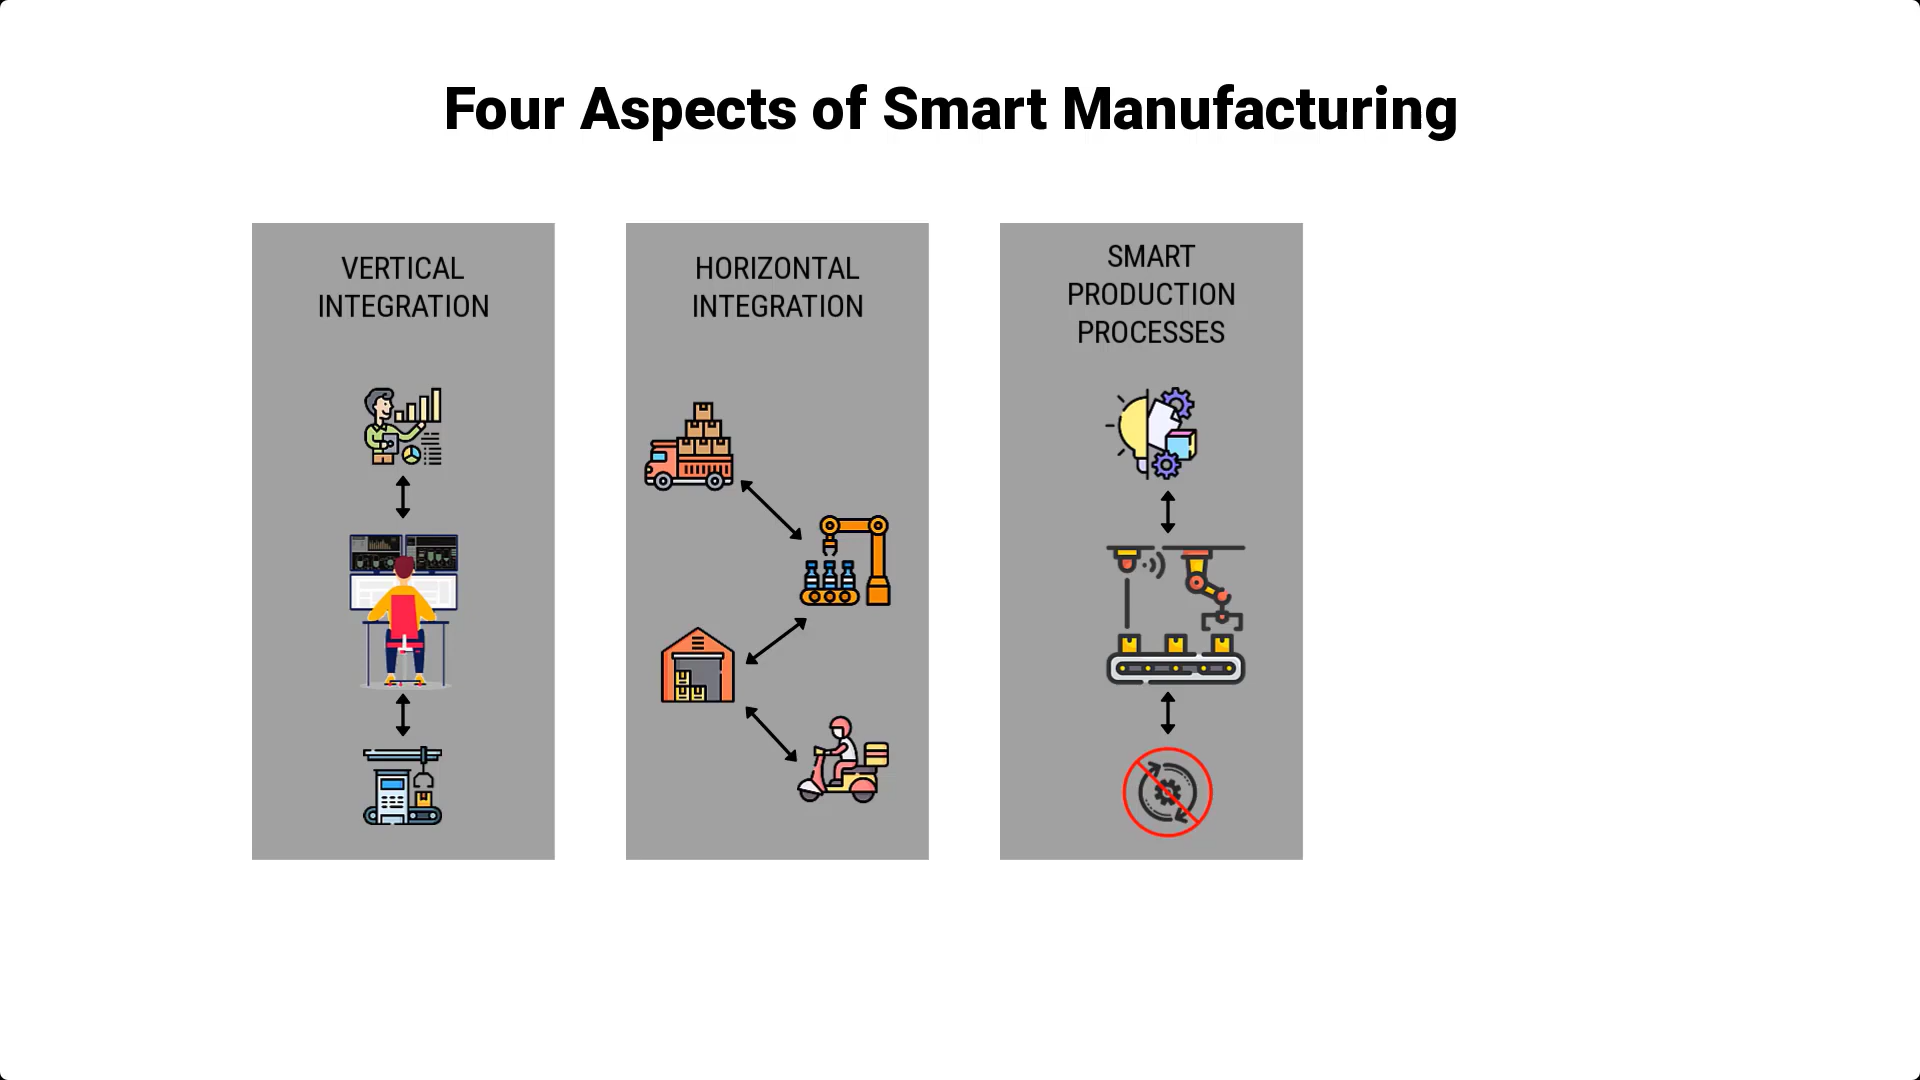 Four Aspects of Smart Manufacturing
VERTICAL
INTEGRATION
HORIZONTAL
INTEGRATION
SMART
PRODUCTION
PROCESSES